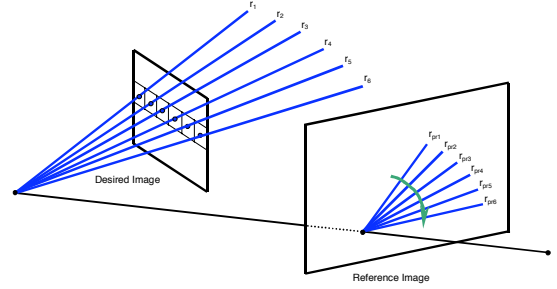 r1
r2
r3
r4
r5
r6
Desired Image
rpr1
rpr2
rpr3
rpr4
rpr5
rpr6
Reference Image